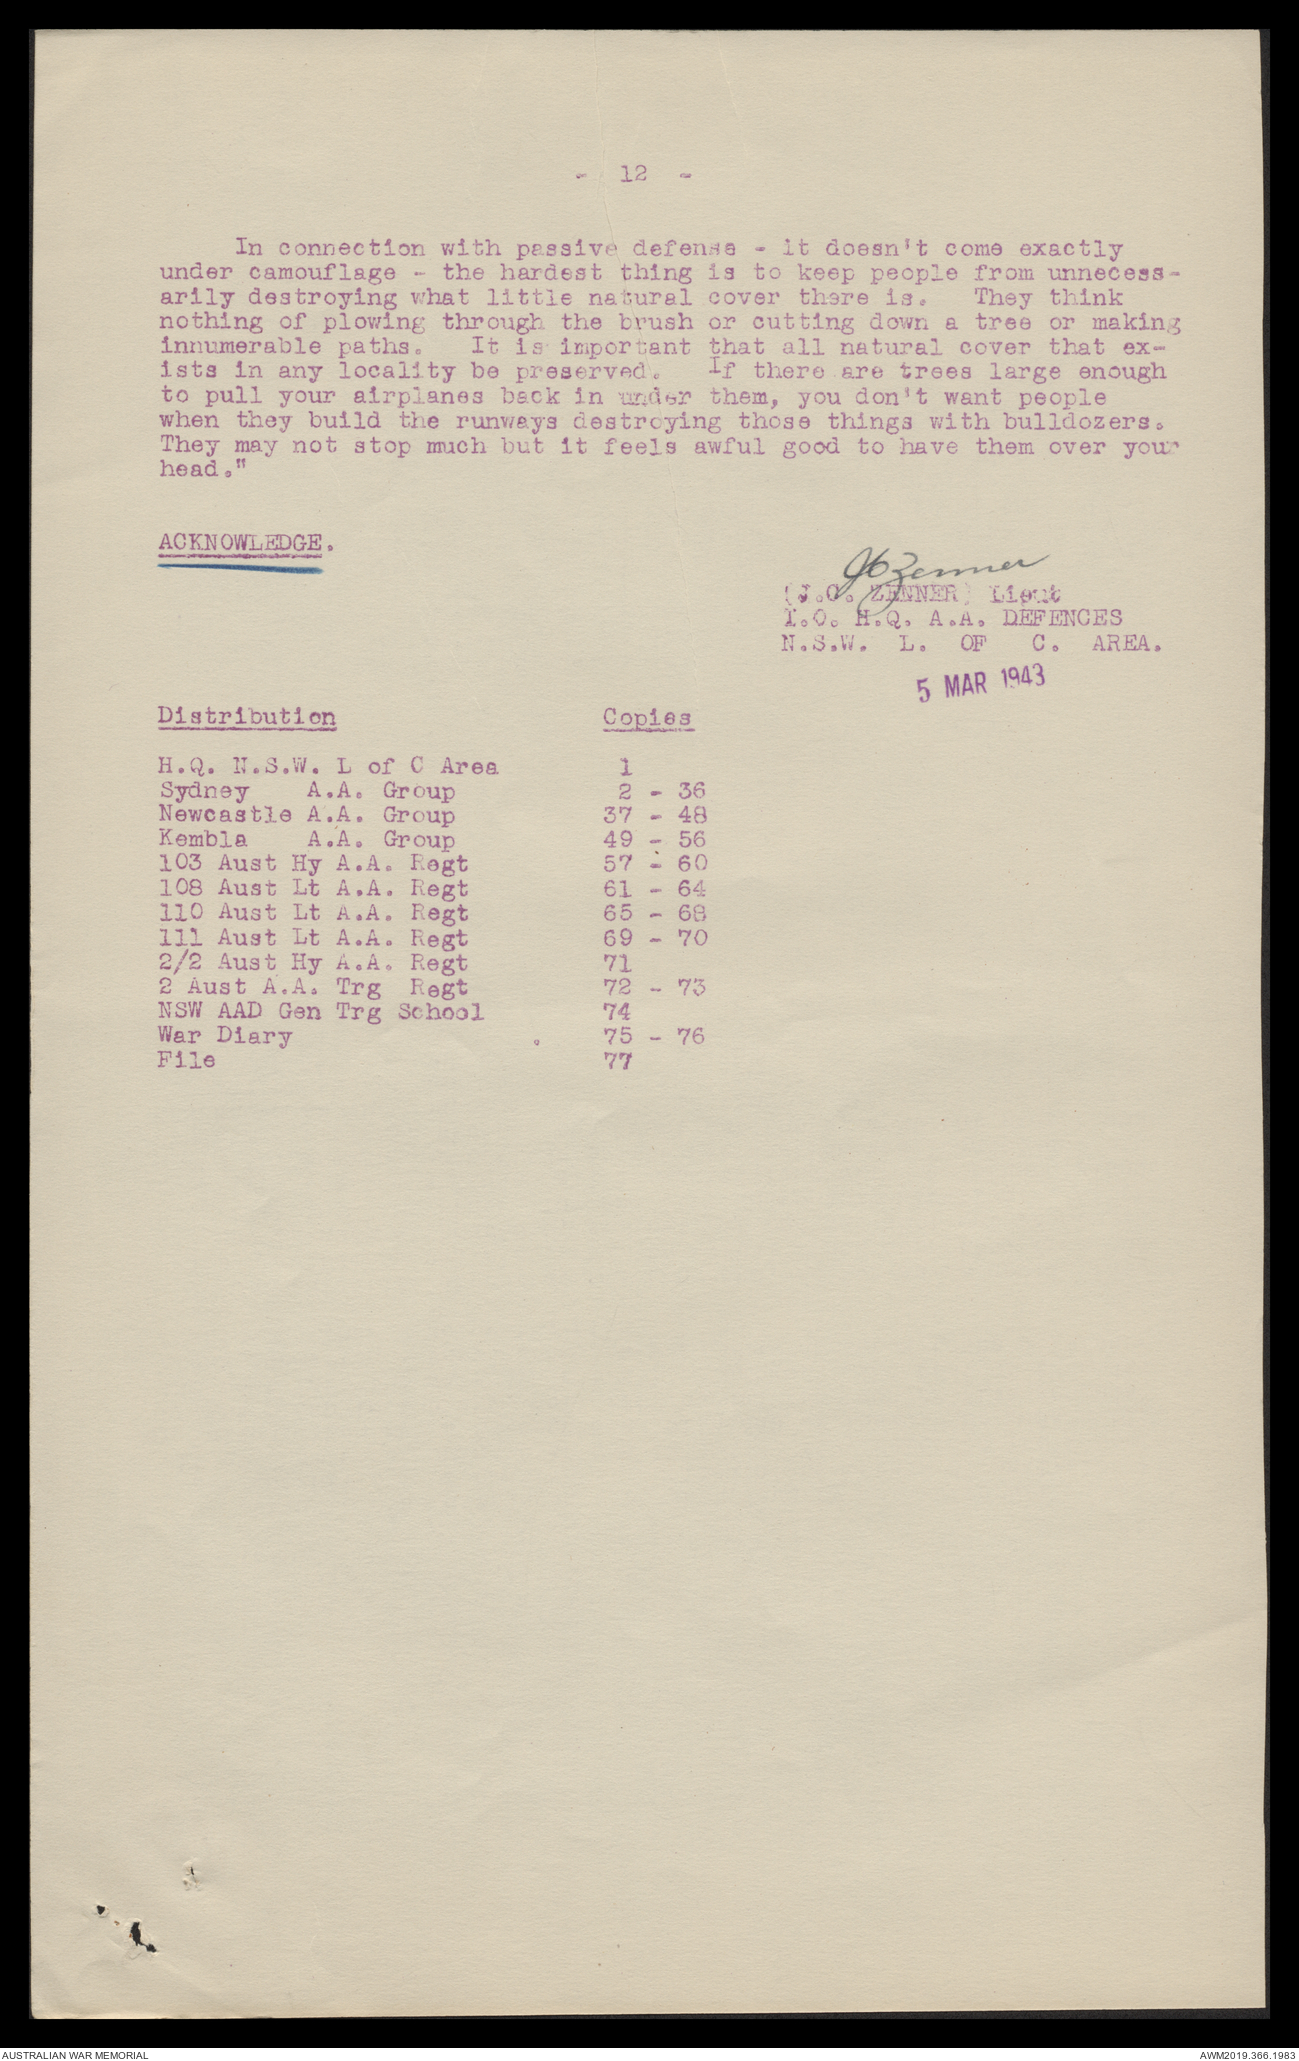 - 12 -
In connection with passive defense - it doesn't come exactly
under camouflage - the hardest thing is to keep people from unnecess-
arily destroying what little natural cover there is. They think
nothing of plowing through the brush or cutting down a tree or making
innumerable paths. It is important that all natural cover that ex-
ists in any locality be preserved. If there are trees large enough
to pull your airplanes back in under them, you don't want people
when they build the runways destroying those things with bulldozers.
They may not stop much but it feels awful good to have them over your
head."
ACKNOWLEDGE.
(J.C. ZENNER) Lieut
I.O. H.Q. A.A. DEFENCES
N.S.W. L. OF C. AREA.
5 MAR 1943
Distribution Copies
H.Q. N.S.W. L of C Area 1
Sydney A.A. Group 2 - 36
Newcastle A.A. Group 37 - 48
Kembla A.A. Group 49 - 56
103 Aust Hy A.A. Regt 57 - 60
108 Aust Lt A.A. Regt 61 - 64
110 Aust Lt A.A. Regt 65 - 68
111 Aust Lt A.A. Regt 69 - 70
2/2 Aust Hy A.A. Regt 71
2 Aust A.A. Trg Regt 72 - 73
NSW AAD Gen Trg School 74
War Diary 75 - 76
File 77
AUSTRALIAN WAR MEMORIAL AWM2019.366.1983